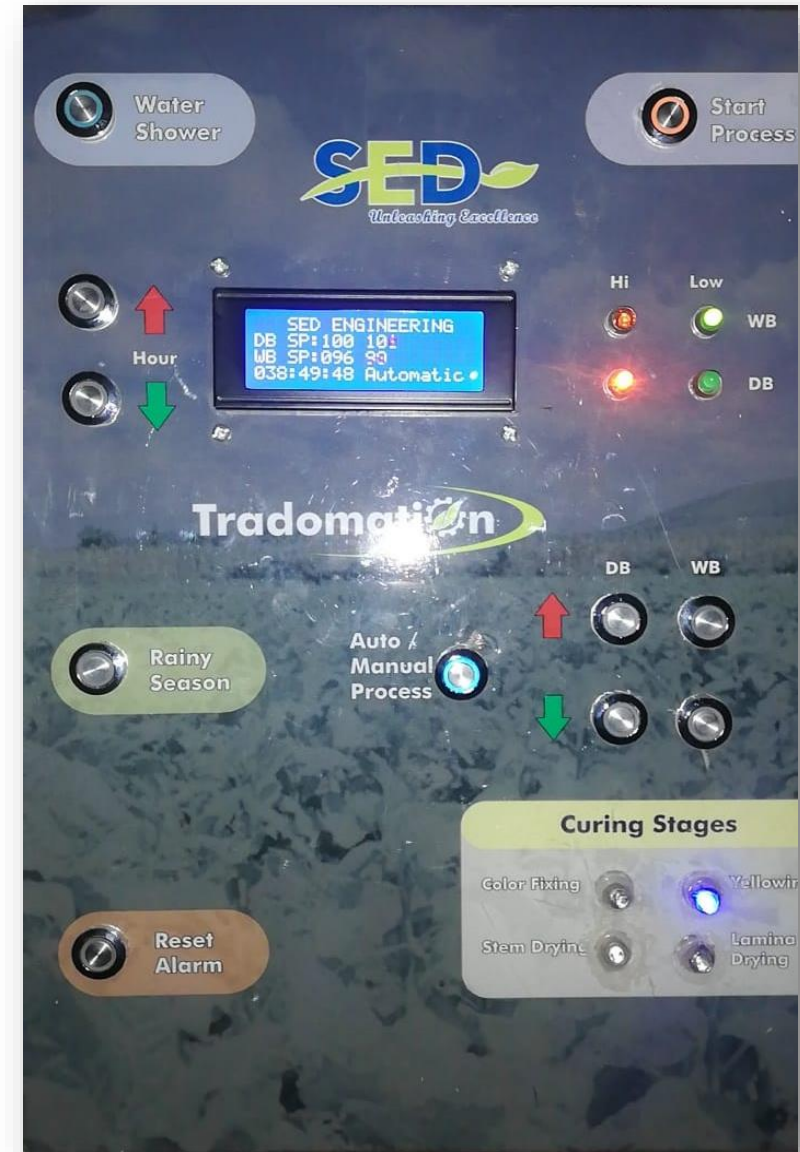 Water
Shower
Start
Process
SED
Unleashing Excellence
Hi Low
WB
DB
Hour
SED ENGINEERING
DB SP:100
WB SP:096
038:49:48 Automatic
Tradomation
DB WB
Rainy
Season
Auto /
Manual
Process
Curing Stages
Color Fixing Yellowin
Stem Drying Lamina
Drying
Reset
Alarm